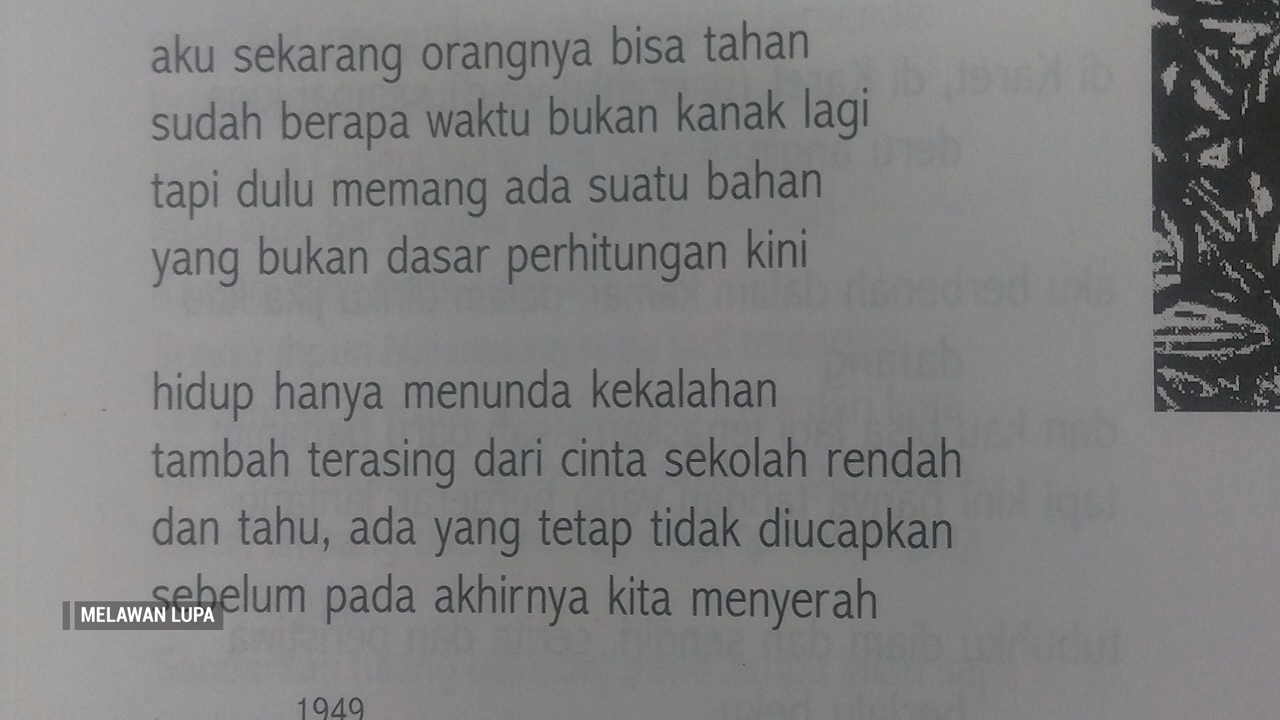 aku sekarang orangnya bisa tahan
sudah berapa waktu bukan kanak lagi
tapi dulu memang ada suatu bahan
yang bukan dasar perhitungan kini
hidup hanya menunda kekalahan
tambah terasing dari cinta sekolah rendah
dan tahu, ada yang tetap tidak diucapkan
sebelum pada akhirnya kita menyerah
MELAWAN LUPA
1949